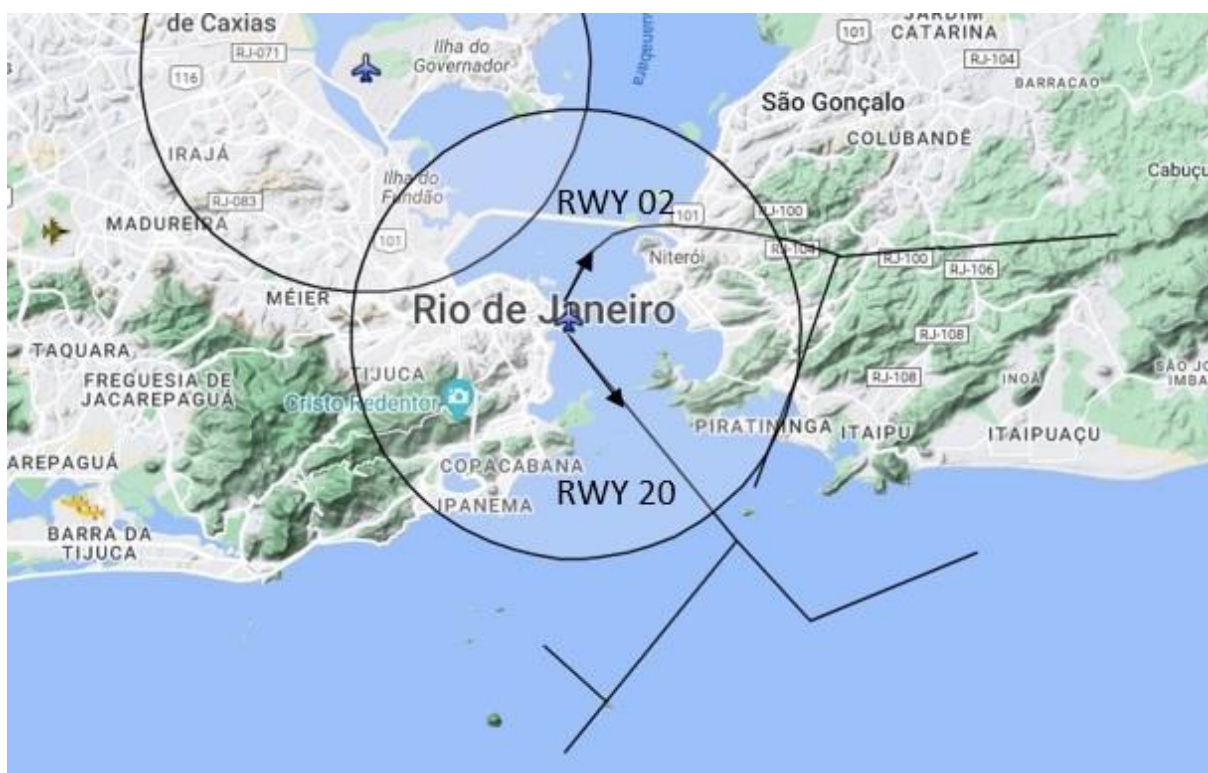 de Caxias
RJ-071
116
Ilha do
Governador
101
JARDIM
CATARINA
RJ-104
BARRACAO
São Gonçalo
COLUBANDÊ
IRAJÁ
RJ-083
Ilha do
Fundão
Cabuçu
MADUREIRA
101
RWY 02
101
RJ-100
Niterói
RJ-104
RJ-100
RJ-106
MÉIER
Rio de Janeiro
RJ-108
TAQUARA
TIJUCA
FREGUESIA DE
JACAREPAGUÁ
Cristo Redentor
RJ-108
INOÃ
SÃO JO
IMBA
PIRATININGA
ITAIPU
ITAIPUAÇU
AREPAGUÁ
COPACABANA
IPANEMA
RWY 20
BARRA DA
TIJUCA